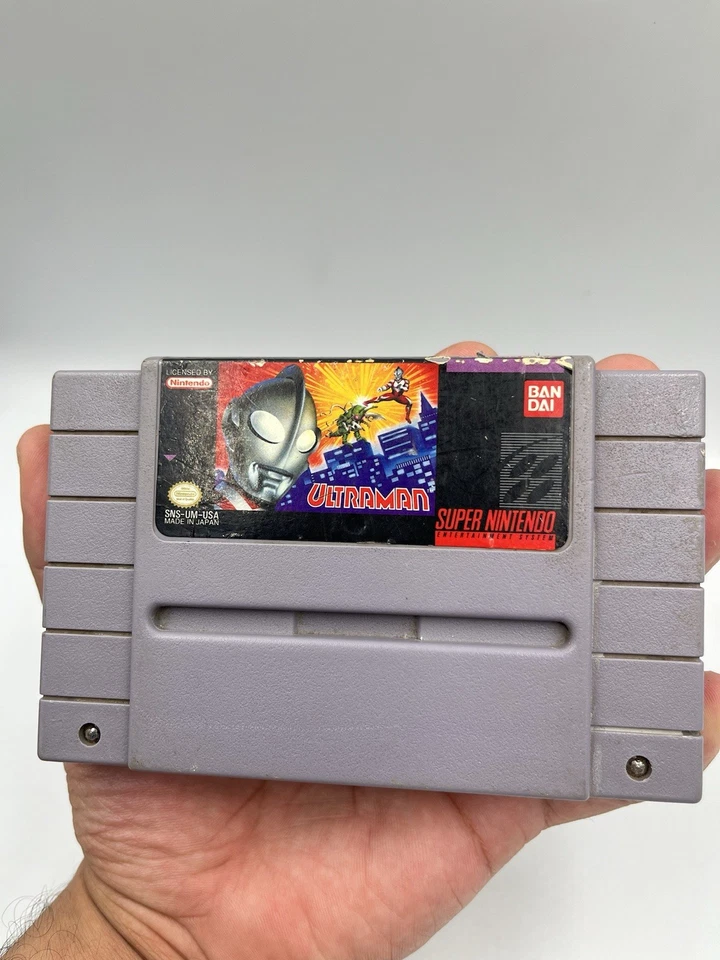 LICENSED BY
Nintendo
BAN
DAI
ULTRAMAN
SNS-UM-USA
MADE IN JAPAN
SUPER NINTENDO
ENTERTAINMENT SYSTEM